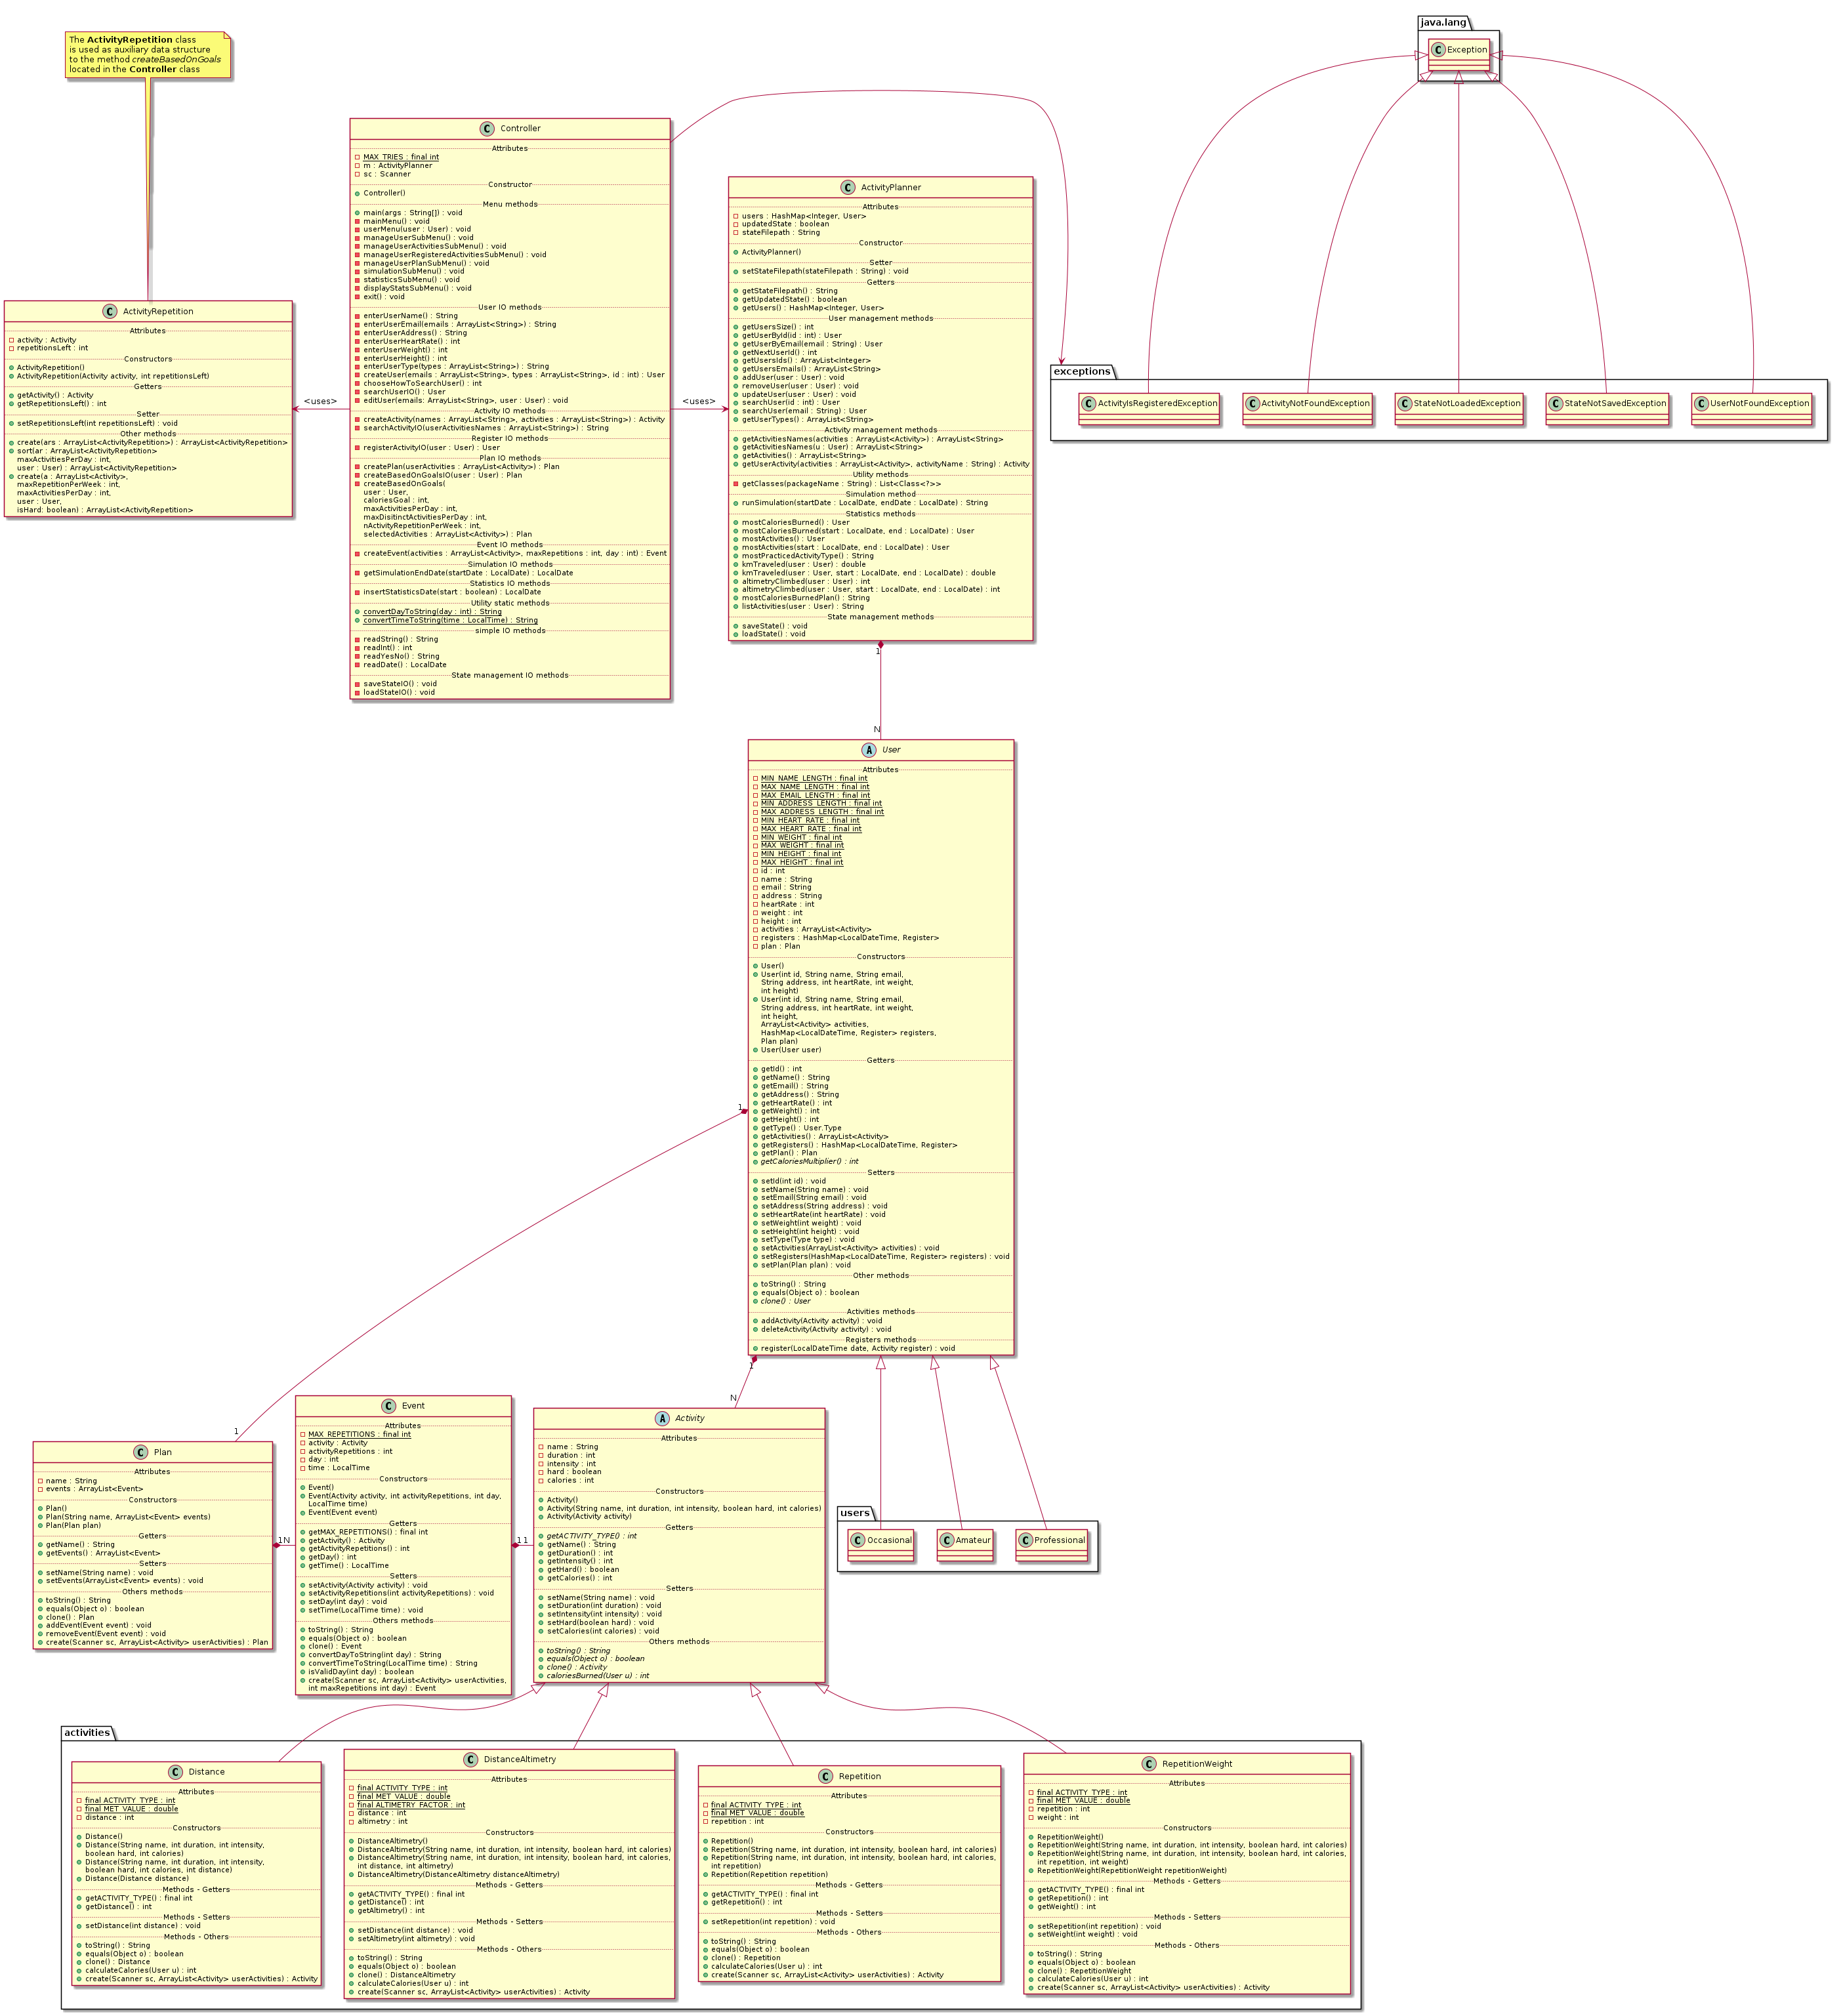 The ActivityRepetition class
is used as auxiliary data structure
to the method createBasedOnGoals
located in the Controller class
java.lang
Exception
Controller
Attributes
MAX_TRIES : final int
m : ActivityPlanner
sc : Scanner
Constructor
Controller()
Menu methods
main(args : String[]) : void
mainMenu() : void
userMenu(user : User) : void
manageUserSubMenu() : void
manageUserActivitiesSubMenu() : void
manageUserRegisteredActivitiesSubMenu() : void
manageUserPlanSubMenu() : void
simulationSubMenu() : void
statisticsSubMenu() : void
displayStatsSubMenu() : void
exit() : void
User IO methods
enterUserName() : String
enterUserEmail(emails : ArrayList<String>) : String
enterUserAddress() : String
enterUserHeartRate() : int
enterUserWeight() : int
enterUserHeight() : int
enterUserType(types : ArrayList<String>) : String
createUser(emails : ArrayList<String>, types : ArrayList<String>, id : int) : User
chooseHowToSearchUser() : int
searchUserIO() : User
editUser(emails: ArrayList<String>, user : User) : void
Activity IO methods
createActivity(names : ArrayList<String>, activities : ArrayList<String>) : Activity
searchActivityIO(userActivitiesNames : ArrayList<String>) : String
Register IO methods
registerActivityIO(user : User) : User
Plan IO methods
createPlan(userActivities : ArrayList<Activity>) : Plan
createBasedOnGoalsIO(user : User) : Plan
createBasedOnGoals(
user : User,
caloriesGoal : int,
maxActivitiesPerDay : int,
maxDisitinctActivitiesPerDay : int,
nActivityRepetitionPerWeek : int,
selectedActivities : ArrayList<Activity>) : Plan
Event IO methods
createEvent(activities : ArrayList<Activity>, maxRepetitions : int, day : int) : Event
Simulation IO methods
getSimulationEndDate(startDate : LocalDate) : LocalDate
Statistics IO methods
insertStatisticsDate(start : boolean) : LocalDate
Utility static methods
convertDayToString(day : int) : String
convertTimeToString(time : LocalTime) : String
simple IO methods
readString() : String
readInt() : int
readYesNo() : String
readDate() : LocalDate
State management IO methods
saveStateIO() : void
loadStateIO() : void
ActivityPlanner
Attributes
users : HashMap<Integer, User>
updatedState : boolean
stateFilepath : String
Constructor
ActivityPlanner()
Setter
setStateFilepath(stateFilepath : String) : void
Getters
getStateFilepath() : String
getUpdatedState() : boolean
getUsers() : HashMap<Integer, User>
User management methods
getUsersSize() : int
getUserById(id : int) : User
getUserByEmail(email : String) : User
getNextUserId() : int
getUsersIds() : ArrayList<Integer>
getUsersEmails() : ArrayList<String>
addUser(user : User) : void
removeUser(user : User) : void
updateUser(user : User) : void
searchUser(id : int) : User
searchUser(email : String) : User
getUserTypes() : ArrayList<String>
Activity management methods
getActivitiesNames(activities : ArrayList<Activity>) : ArrayList<String>
getActivitiesNames(u : User) : ArrayList<String>
getActivities() : ArrayList<String>
getUserActivity(activities : ArrayList<Activity>, activityName : String) : Activity
Utility methods
getClasses(packageName : String) : List<Class<?>>
Simulation method
runSimulation(startDate : LocalDate, endDate : LocalDate) : String
Statistics methods
mostCaloriesBurned() : User
mostCaloriesBurned(start : LocalDate, end : LocalDate) : User
mostActivities() : User
mostActivities(start : LocalDate, end : LocalDate) : User
mostPracticedActivityType() : String
kmTraveled(user : User) : double
kmTraveled(user : User, start : LocalDate, end : LocalDate) : double
altimetryClimbed(user : User) : int
altimetryClimbed(user : User, start : LocalDate, end : LocalDate) : int
mostCaloriesBurnedPlan() : String
listActivities(user : User) : String
State management methods
saveState() : void
loadState() : void
ActivityRepetition
Attributes
activity : Activity
repetitionsLeft : int
Constructors
ActivityRepetition()
ActivityRepetition(Activity activity, int repetitionsLeft)
Getters
getActivity() : Activity
getRepetitionsLeft() : int
Setter
setRepetitionsLeft(int repetitionsLeft) : void
Other methods
create(ars : ArrayList<ActivityRepetition>) : ArrayList<ActivityRepetition>
sort(ar : ArrayList<ActivityRepetition>
maxActivitiesPerDay : int,
user : User) : ArrayList<ActivityRepetition>
create(a : ArrayList<Activity>,
maxRepetitionPerWeek : int,
maxActivitiesPerDay : int,
user : User,
isHard: boolean) : ArrayList<ActivityRepetition>
<uses>
<uses>
exceptions
ActivityIsRegisteredException
ActivityNotFoundException
StateNotLoadedException
StateNotSavedException
UserNotFoundException
1
N
User
Attributes
MIN_NAME_LENGTH : final int
MAX_NAME_LENGTH : final int
MAX_EMAIL_LENGTH : final int
MIN_ADDRESS_LENGTH : final int
MAX_ADDRESS_LENGTH : final int
MIN_HEART_RATE : final int
MAX_HEART_RATE : final int
MIN_WEIGHT : final int
MAX_WEIGHT : final int
MIN_HEIGHT : final int
MAX_HEIGHT : final int
id : int
name : String
email : String
address : String
heartRate : int
weight : int
height : int
activities : ArrayList<Activity>
registers : HashMap<LocalDateTime, Register>
plan : Plan
Constructors
User()
User(int id, String name, String email,
String address, int heartRate, int weight,
int height)
User(int id, String name, String email,
String address, int heartRate, int weight,
int height,
ArrayList<Activity> activities,
HashMap<LocalDateTime, Register> registers,
Plan plan)
User(User user)
Getters
getId() : int
getName() : String
getEmail() : String
getAddress() : String
getHeartRate() : int
getWeight() : int
getHeight() : int
getType() : User.Type
getActivities() : ArrayList<Activity>
getRegisters() : HashMap<LocalDateTime, Register>
getPlan() : Plan
getCaloriesMultiplier() : int
Setters
setId(int id) : void
setName(String name) : void
setEmail(String email) : void
setAddress(String address) : void
setHeartRate(int heartRate) : void
setWeight(int weight) : void
setHeight(int height) : void
setType(Type type) : void
setActivities(ArrayList<Activity> activities) : void
setRegisters(HashMap<LocalDateTime, Register> registers) : void
setPlan(Plan plan) : void
Other methods
toString() : String
equals(Object o) : boolean
clone() : User
Activities methods
addActivity(Activity activity) : void
deleteActivity(Activity activity) : void
Registers methods
register(LocalDateTime date, Activity register) : void
1
1
1
N
Plan
Attributes
name : String
events : ArrayList<Event>
Constructors
Plan()
Plan(String name, ArrayList<Event> events)
Plan(Plan plan)
Getters
getName() : String
getEvents() : ArrayList<Event>
Setters
setName(String name) : void
setEvents(ArrayList<Event> events) : void
Others methods
toString() : String
equals(Object o) : boolean
clone() : Plan
addEvent(Event event) : void
removeEvent(Event event) : void
create(Scanner sc, ArrayList<Activity> userActivities) : Plan
1 N
Event
Attributes
MAX_REPETITIONS : final int
activity : Activity
activityRepetitions : int
day : int
time : LocalTime
Constructors
Event()
Event(Activity activity, int activityRepetitions, int day,
LocalTime time)
Event(Event event)
Getters
getMAX_REPETITIONS() : final int
getActivity() : Activity
getActivityRepetitions() : int
getDay() : int
getTime() : LocalTime
Setters
setActivity(Activity activity) : void
setActivityRepetitions(int activityRepetitions) : void
setDay(int day) : void
setTime(LocalTime time) : void
Others methods
toString() : String
equals(Object o) : boolean
clone() : Event
convertDayToString(int day) : String
convertTimeToString(LocalTime time) : String
isValidDay(int day) : boolean
create(Scanner sc, ArrayList<Activity> userActivities,
int maxRepetitions int day) : Event
1 1
Activity
Attributes
name : String
duration : int
intensity : int
hard : boolean
calories : int
Constructors
Activity()
Activity(String name, int duration, int intensity, boolean hard, int calories)
Activity(Activity activity)
Getters
getACTIVITY_TYPE() : int
getName() : String
getDuration() : int
getIntensity() : int
getHard() : boolean
getCalories() : int
Setters
setName(String name) : void
setDuration(int duration) : void
setIntensity(int intensity) : void
setHard(boolean hard) : void
setCalories(int calories) : void
Others methods
toString() : String
equals(Object o) : boolean
clone() : Activity
caloriesBurned(User u) : int
users
Occasional
Amateur
Professional
activities
Distance
Attributes
final ACTIVITY_TYPE : int
final MET_VALUE : double
distance : int
Constructors
Distance()
Distance(String name, int duration, int intensity,
boolean hard, int calories)
Distance(String name, int duration, int intensity,
boolean hard, int calories, int distance)
Distance(Distance distance)
Methods - Getters
getACTIVITY_TYPE() : final int
getDistance() : int
Methods - Setters
setDistance(int distance) : void
Methods - Others
toString() : String
equals(Object o) : boolean
clone() : Distance
calculateCalories(User u) : int
create(Scanner sc, ArrayList<Activity> userActivities) : Activity
DistanceAltimetry
Attributes
final ACTIVITY_TYPE : int
final MET_VALUE : double
final ALTIMETRY_FACTOR : int
distance : int
altimetry : int
Constructors
DistanceAltimetry()
DistanceAltimetry(String name, int duration, int intensity, boolean hard, int calories)
DistanceAltimetry(String name, int duration, int intensity, boolean hard, int calories,
int distance, int altimetry)
DistanceAltimetry(DistanceAltimetry distanceAltimetry)
Methods - Getters
getACTIVITY_TYPE() : final int
getDistance() : int
getAltimetry() : int
Methods - Setters
setDistance(int distance) : void
setAltimetry(int altimetry) : void
Methods - Others
toString() : String
equals(Object o) : boolean
clone() : DistanceAltimetry
calculateCalories(User u) : int
create(Scanner sc, ArrayList<Activity> userActivities) : Activity
Repetition
Attributes
final ACTIVITY_TYPE : int
final MET_VALUE : double
repetition : int
Constructors
Repetition()
Repetition(String name, int duration, int intensity, boolean hard, int calories)
Repetition(String name, int duration, int intensity, boolean hard, int calories,
int repetition)
Repetition(Repetition repetition)
Methods - Getters
getACTIVITY_TYPE() : final int
getRepetition() : int
Methods - Setters
setRepetition(int repetition) : void
Methods - Others
toString() : String
equals(Object o) : boolean
clone() : Repetition
calculateCalories(User u) : int
create(Scanner sc, ArrayList<Activity> userActivities) : Activity
RepetitionWeight
Attributes
final ACTIVITY_TYPE : int
final MET_VALUE : double
repetition : int
weight : int
Constructors
RepetitionWeight()
RepetitionWeight(String name, int duration, int intensity, boolean hard, int calories)
RepetitionWeight(String name, int duration, int intensity, boolean hard, int calories,
int repetition, int weight)
RepetitionWeight(RepetitionWeight repetitionWeight)
Methods - Getters
getACTIVITY_TYPE() : final int
getRepetition() : int
getWeight() : int
Methods - Setters
setRepetition(int repetition) : void
setWeight(int weight) : void
Methods - Others
toString() : String
equals(Object o) : boolean
clone() : RepetitionWeight
calculateCalories(User u) : int
create(Scanner sc, ArrayList<Activity> userActivities) : Activity